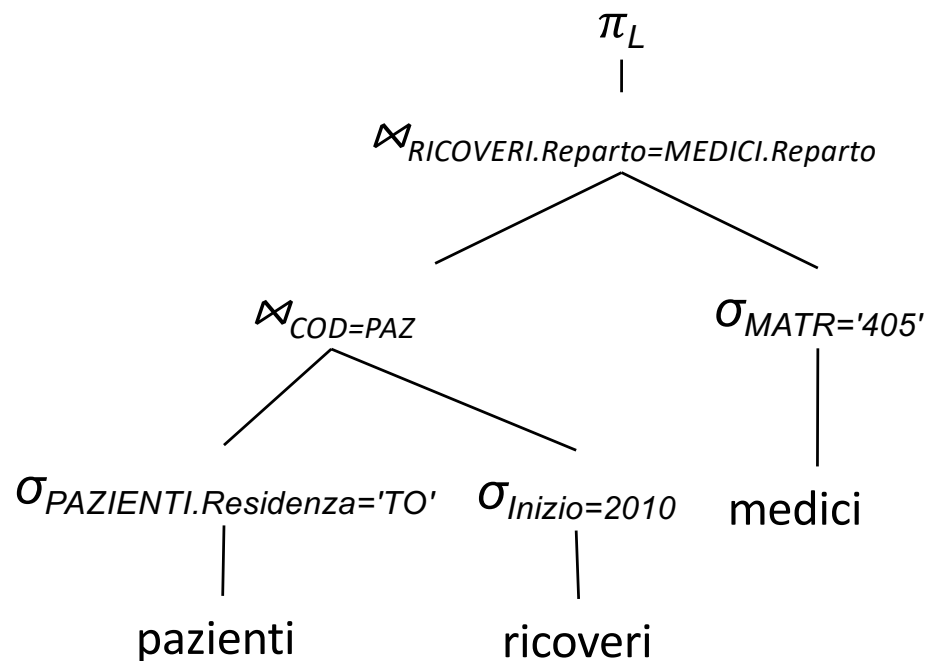 π_L
⋈_RICOVERI.Reparto=MEDICI.Reparto
⋈_COD=PAZ
σ_MATR='405'
σ_PAZIENTI.Residenza='TO'
σ_Inizio=2010
medici
pazienti
ricoveri